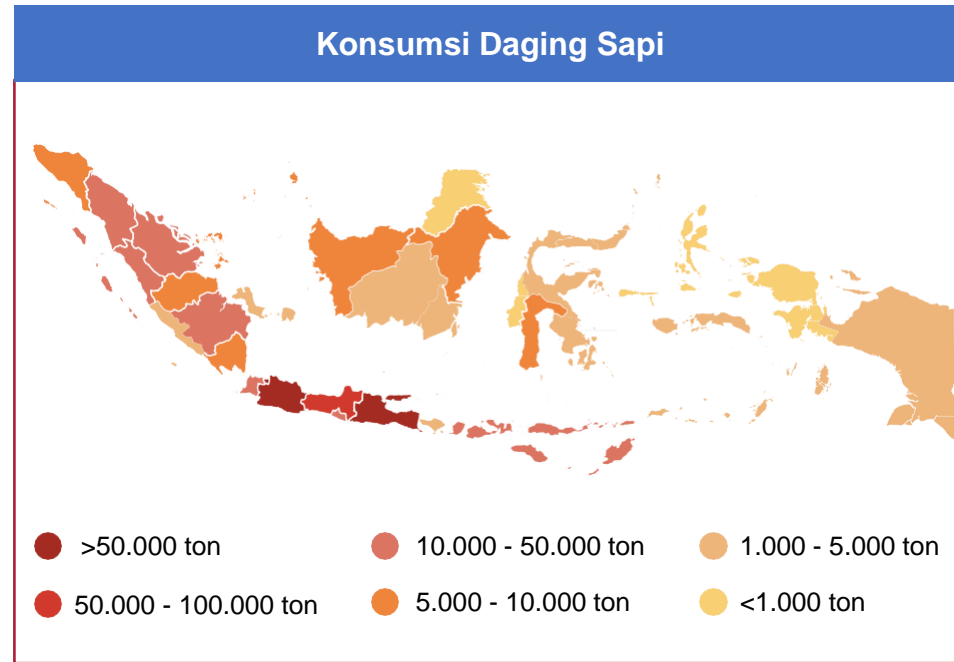 Konsumsi Daging Sapi
>50.000 ton
10.000 - 50.000 ton
1.000 - 5.000 ton
50.000 - 100.000 ton
5.000 - 10.000 ton
<1.000 ton